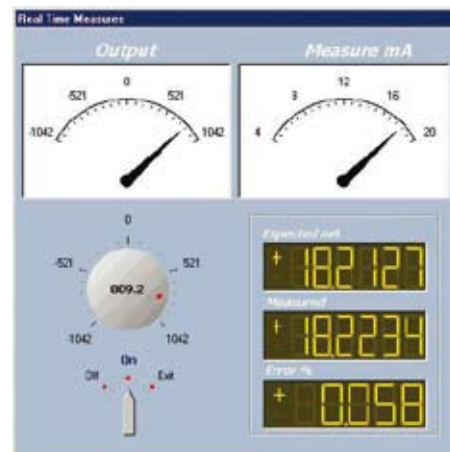 Real Time Measures
Output
-1042
-521
0
521
1042
Measure mA
4
8
12
16
20
0
-521
521
809.2
-1042
1042
Off
On
Exit
Expected mA
+ 18.2127
Measured
+ 18.2234
Error %
+ 0.058